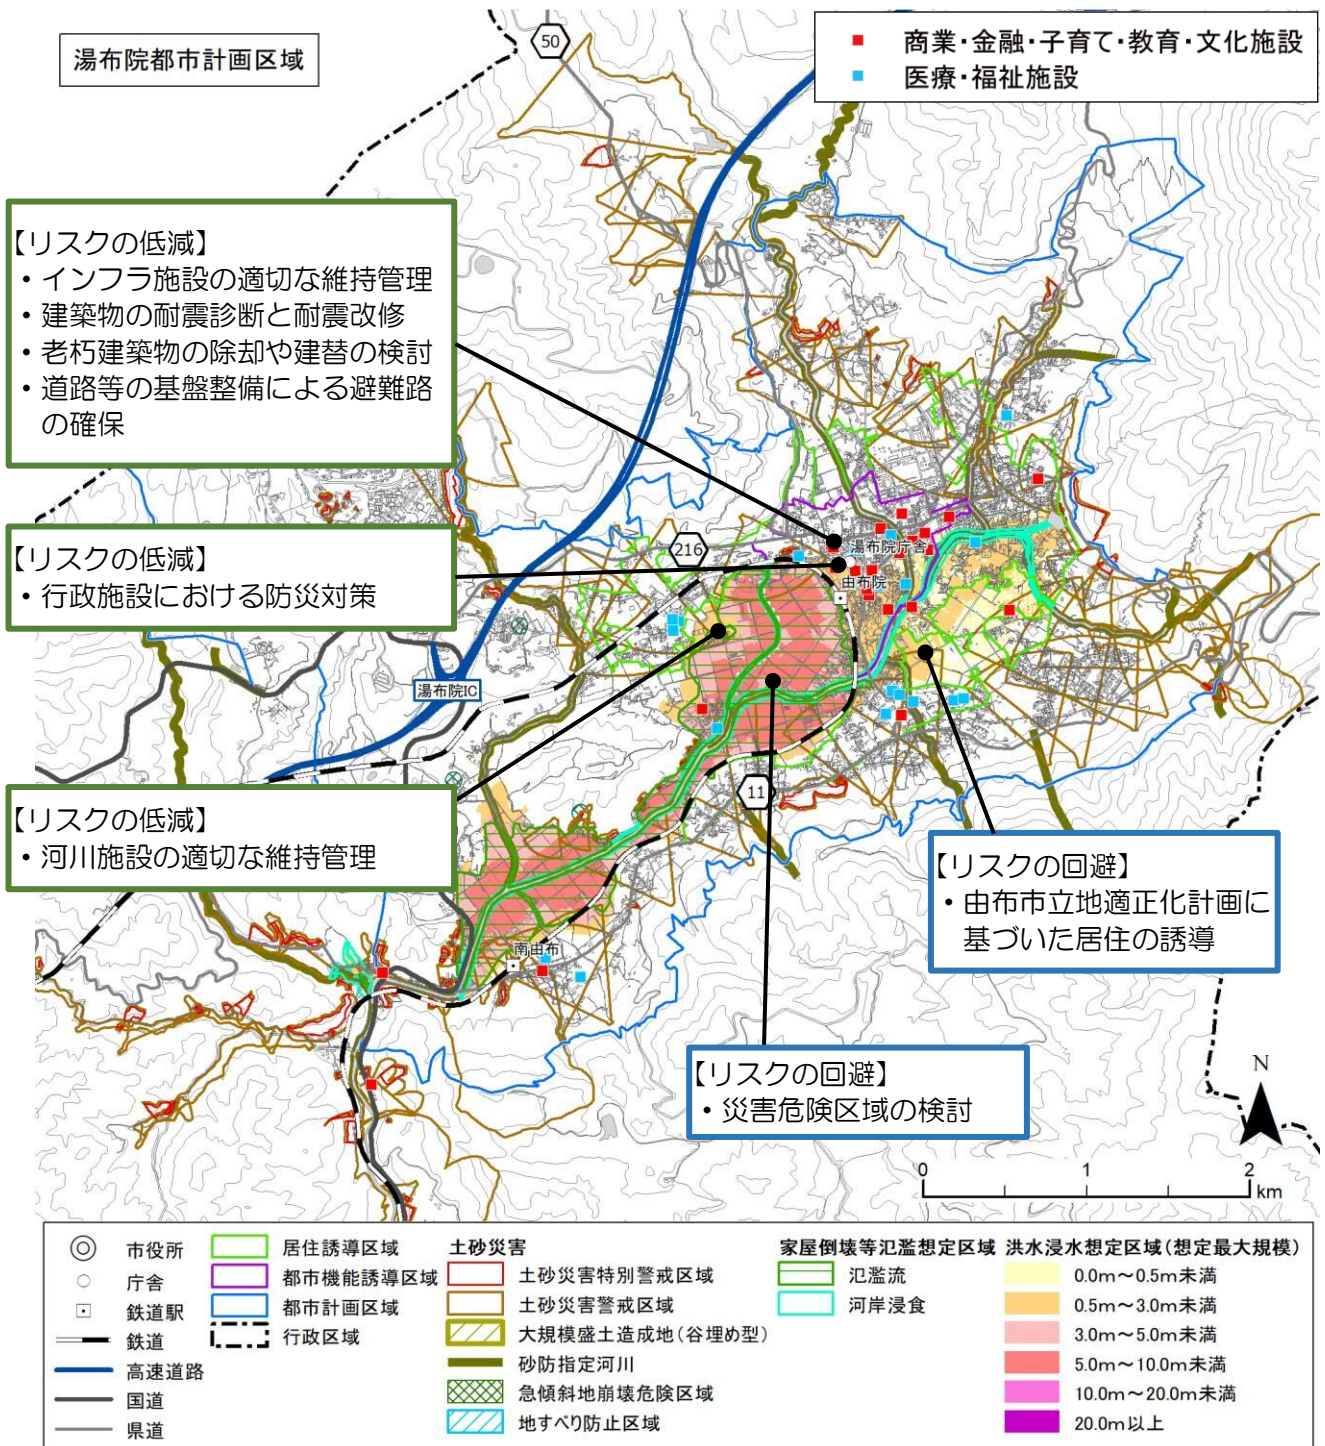 湯布院都市計画区域
50
商業・金融・子育て・教育・文化施設
医療・福祉施設
【リスクの低減】
・インフラ施設の適切な維持管理
・建築物の耐震診断と耐震改修
・老朽建築物の除却や建替の検討
・道路等の基盤整備による避難路
の確保
【リスクの低減】
・行政施設における防災対策
216
湯布院庁舎
由布院
湯布院IC
【リスクの低減】
・河川施設の適切な維持管理
11
【リスクの回避】
・由布市立地適正化計画に
基づいた居住の誘導
南由布
【リスクの回避】
・災害危険区域の検討
N
0 1 2
km
市役所
庁舎
鉄道駅
鉄道
高速道路
国道
県道
居住誘導区域
都市機能誘導区域
都市計画区域
行政区域
土砂災害
土砂災害特別警戒区域
土砂災害警戒区域
大規模盛土造成地(谷埋め型)
砂防指定河川
急傾斜地崩壊危険区域
地すべり防止区域
家屋倒壊等氾濫想定区域
氾濫流
河岸浸食
洪水浸水想定区域(想定最大規模)
0.0m～0.5m未満
0.5m～3.0m未満
3.0m～5.0m未満
5.0m～10.0m未満
10.0m～20.0m未満
20.0m以上